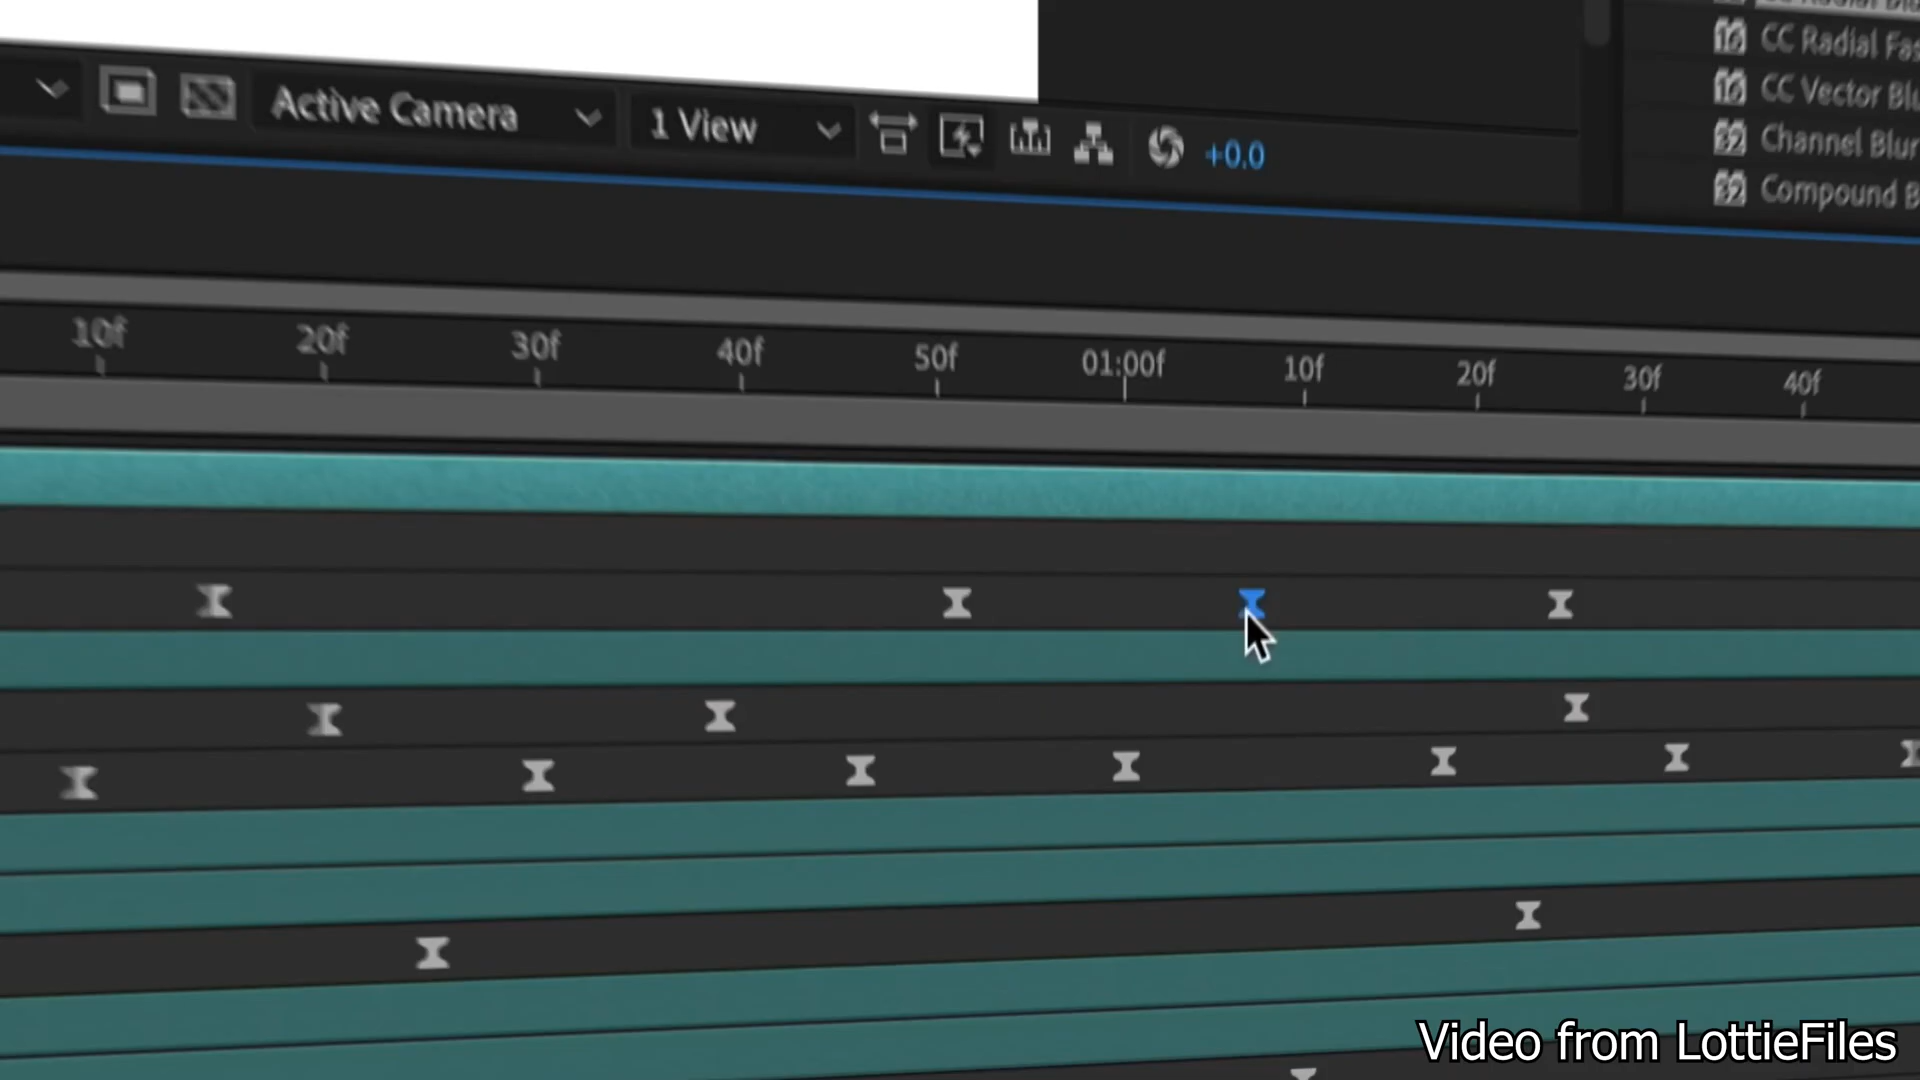 Active Camera
1 View
+0.0
CC Radial Fas
CC Vector Blu
Channel Blur
Compound B
10f 20f 30f 40f 50f 01:00f 10f 20f 30f 40f
Video from LottieFiles